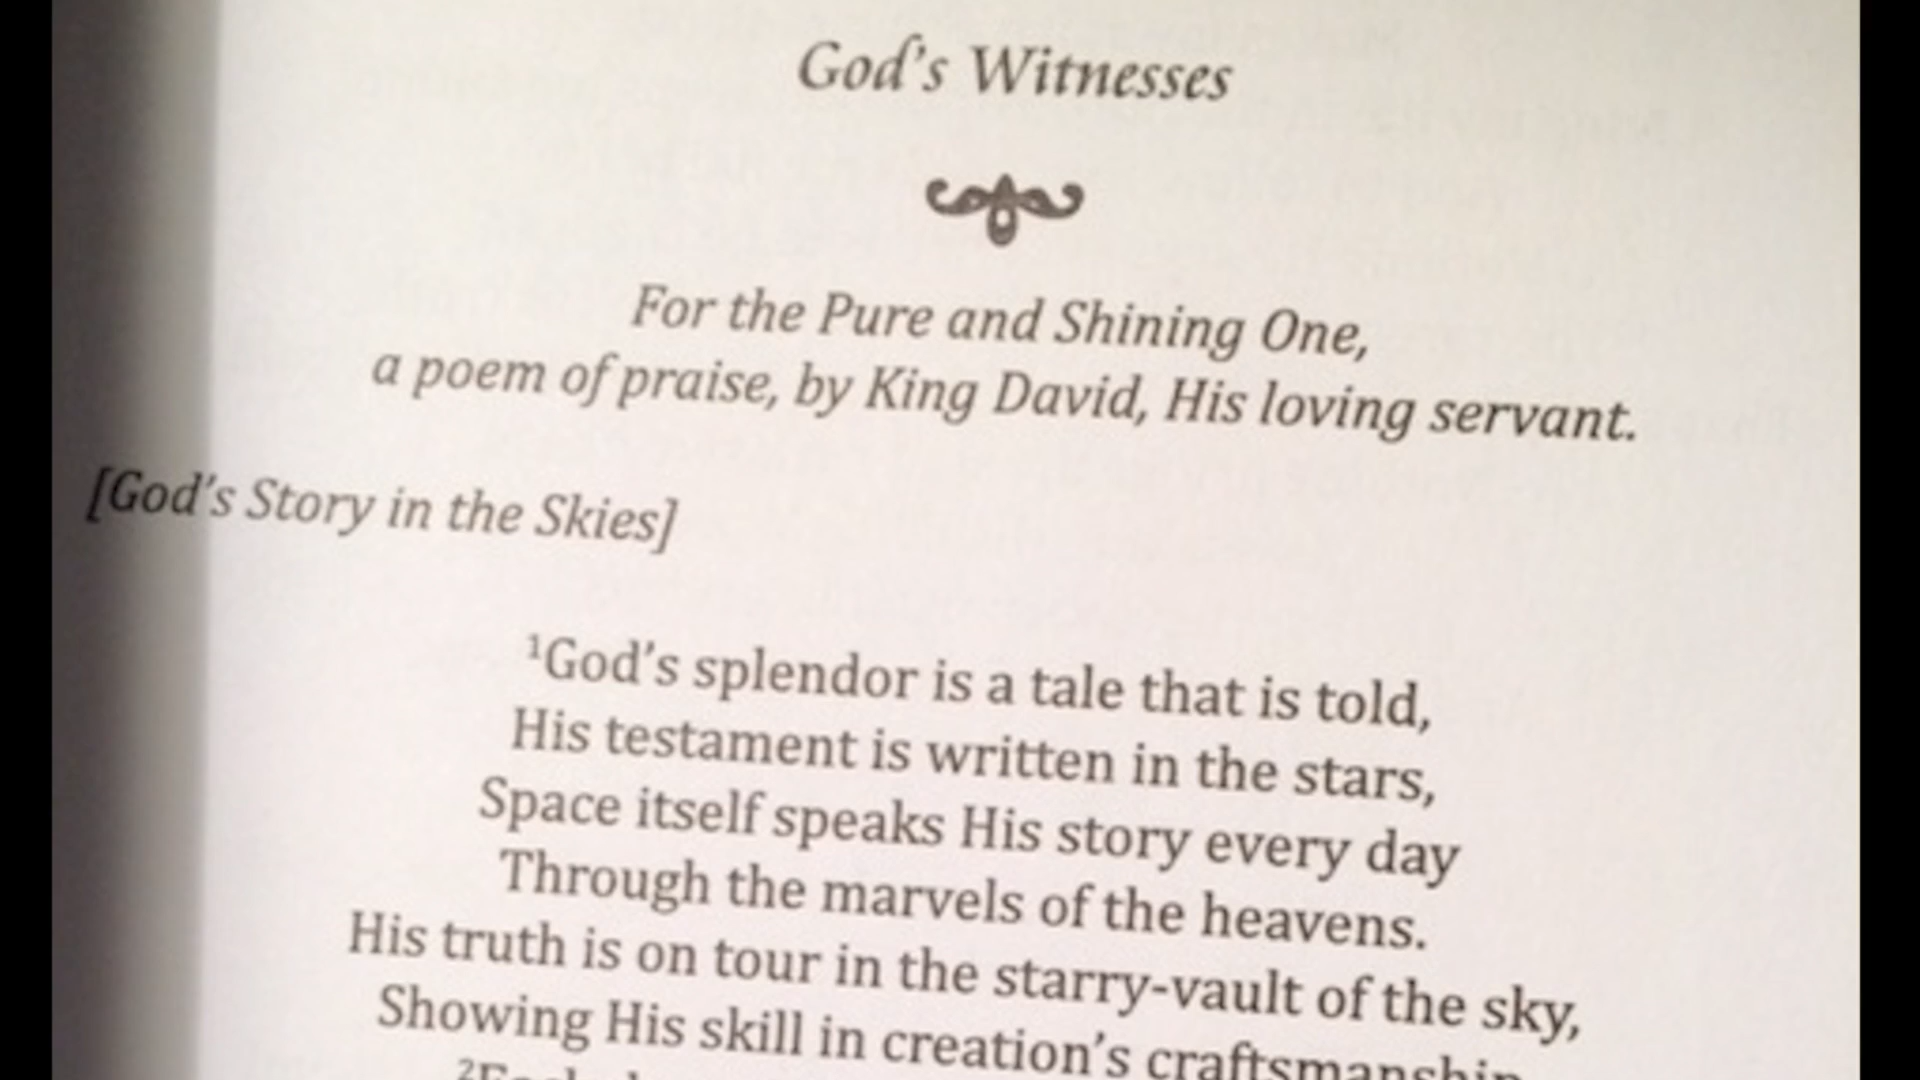 God's Witnesses
For the Pure and Shining One,
a poem of praise, by King David, His loving servant.
[God's Story in the Skies]
¹God's splendor is a tale that is told,
His testament is written in the stars,
Space itself speaks His story every day
Through the marvels of the heavens.
His truth is on tour in the starry-vault of the sky,
Showing His skill in creation's craftsmanship
2